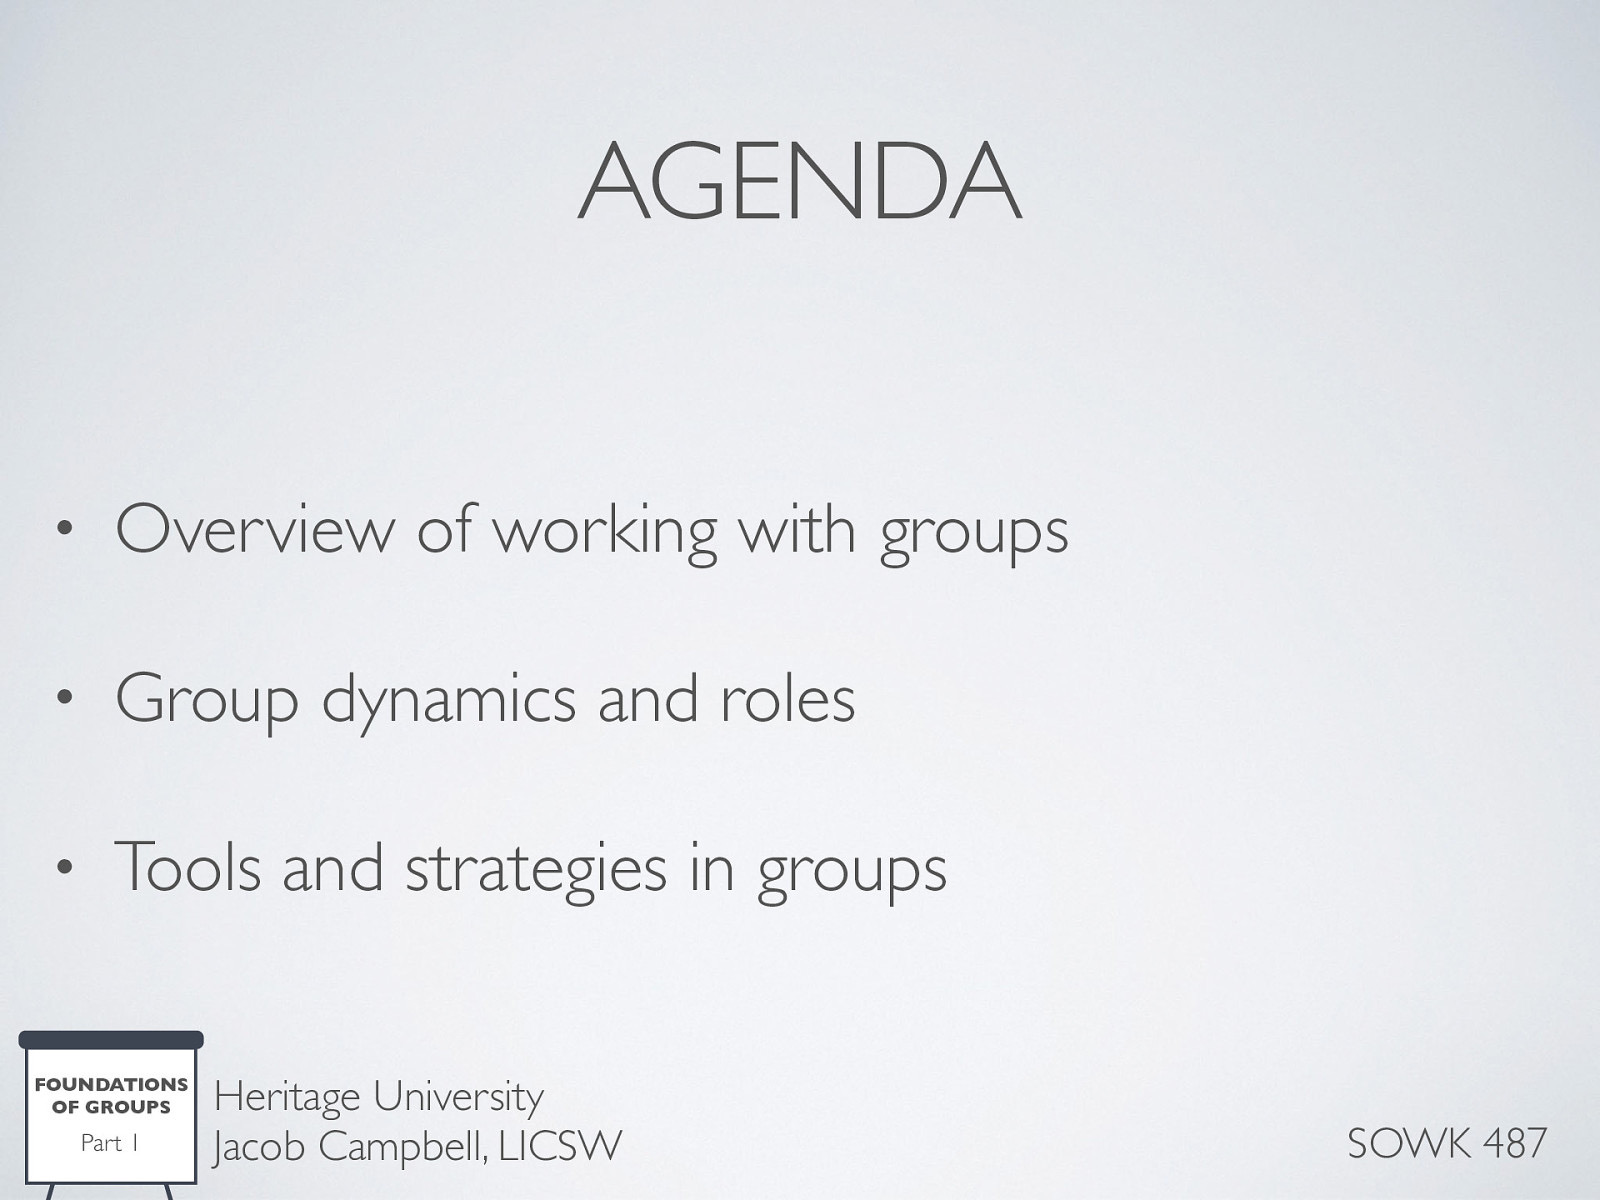 AGENDA
• Overview of working with groups
• Group dynamics and roles
• Tools and strategies in groups
FOUNDATIONS
OF GROUPS
Part 1
Heritage University
Jacob Campbell, LICSW
SOWK 487